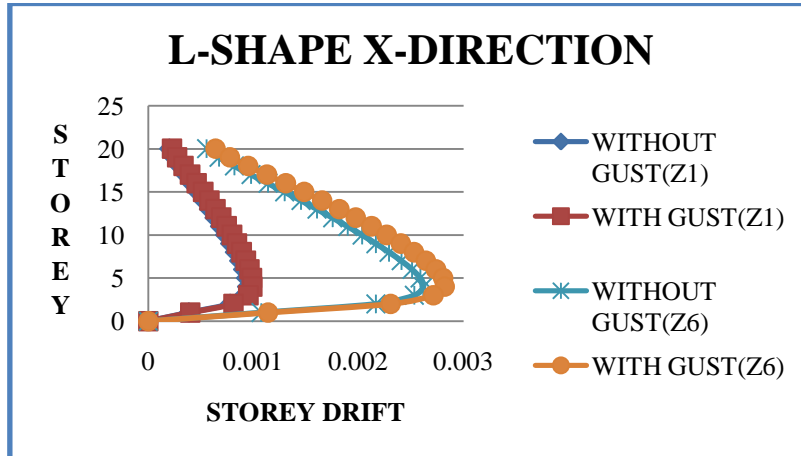 L-SHAPE X-DIRECTION
STOREY
25
20
15
10
5
0
0 0.001 0.002 0.003
STOREY DRIFT
WITHOUT
GUST(Z1)
WITH GUST(Z1)
WITHOUT
GUST(Z6)
WITH GUST(Z6)